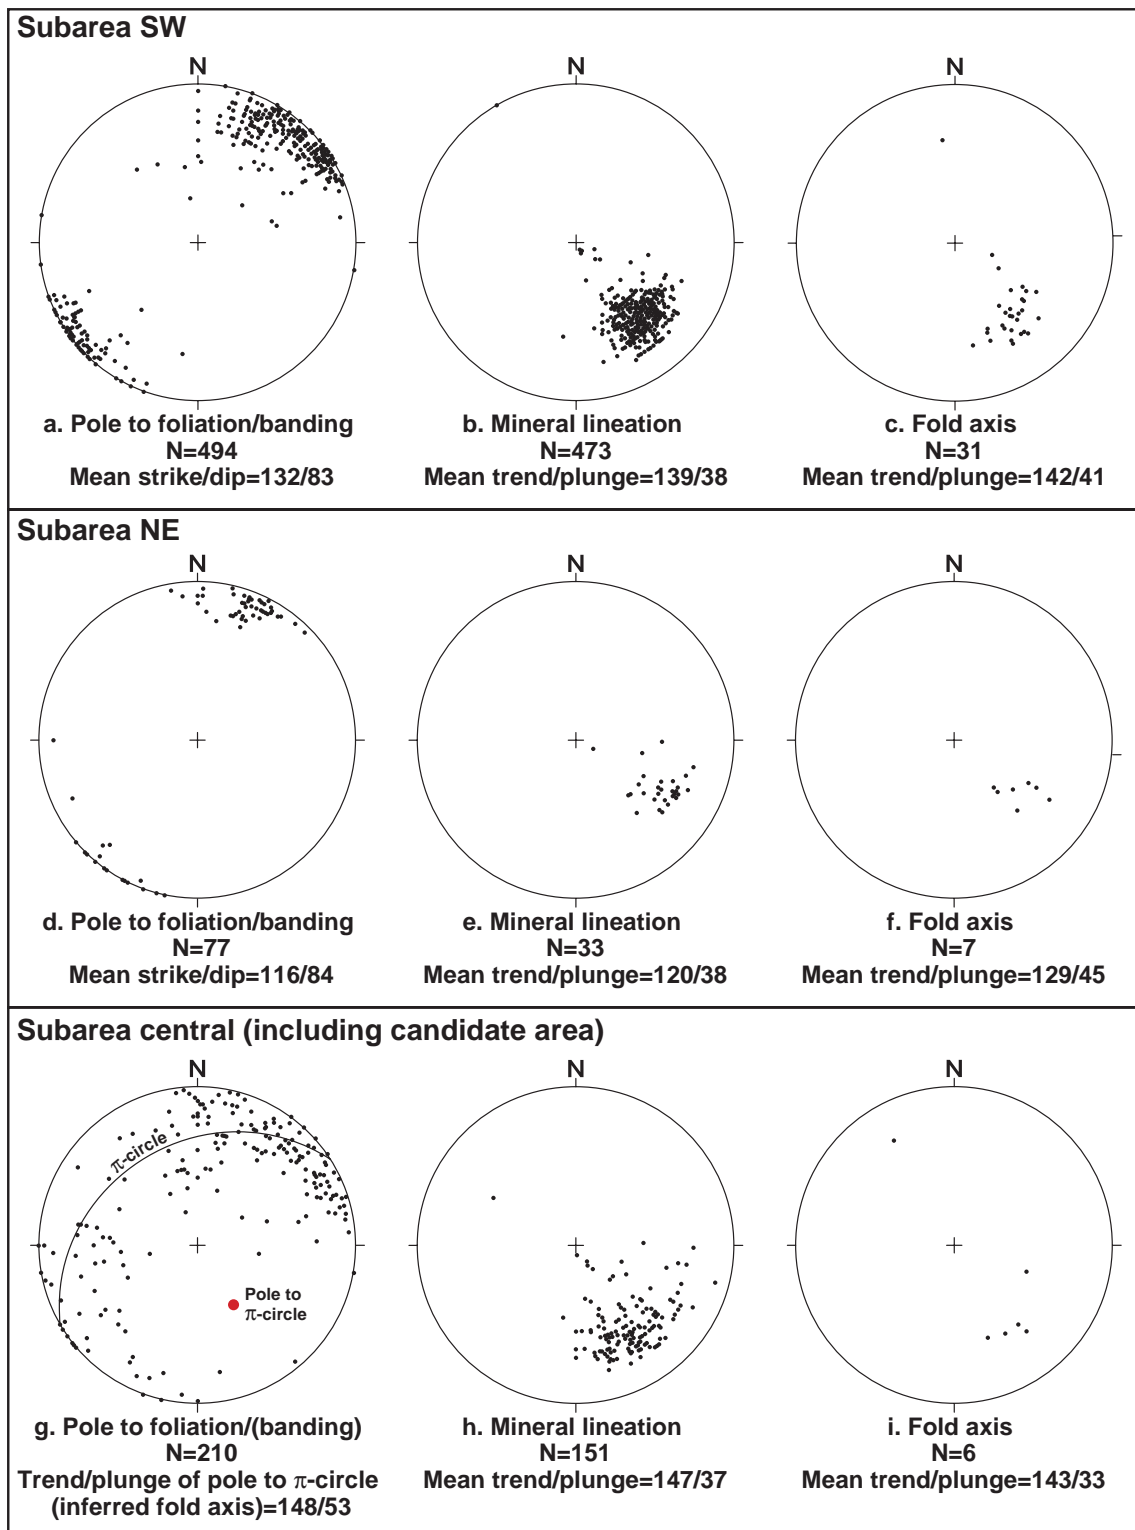 Subarea SW
N
N
N
a. Pole to foliation/banding
N=494
Mean strike/dip=132/83
b. Mineral lineation
N=473
Mean trend/plunge=139/38
c. Fold axis
N=31
Mean trend/plunge=142/41
Subarea NE
N
N
N
d. Pole to foliation/banding
N=77
Mean strike/dip=116/84
e. Mineral lineation
N=33
Mean trend/plunge=120/38
f. Fold axis
N=7
Mean trend/plunge=129/45
Subarea central (including candidate area)
N
N
N
π-circle
Pole to
π-circle
g. Pole to foliation/(banding)
N=210
Trend/plunge of pole to π-circle
(inferred fold axis)=148/53
h. Mineral lineation
N=151
Mean trend/plunge=147/37
i. Fold axis
N=6
Mean trend/plunge=143/33